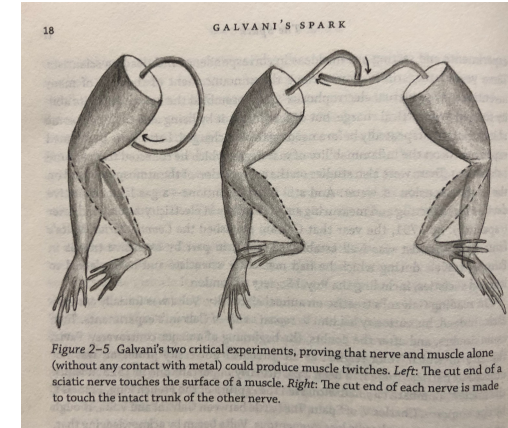 18
GALVANI'S SPARK
Figure 2–5 Galvani's two critical experiments, proving that nerve and muscle alone
(without any contact with metal) could produce muscle twitches. Left: The cut end of a
sciatic nerve touches the surface of a muscle. Right: The cut end of each nerve is made
to touch the intact trunk of the other nerve.